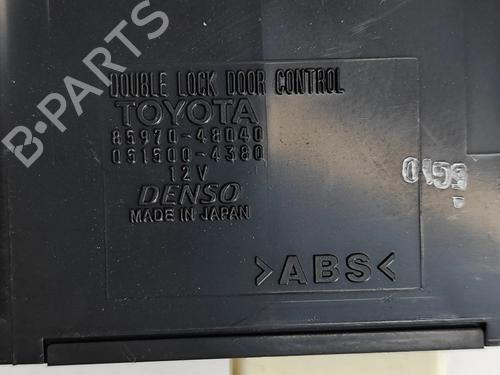 B-PARTS
DOUBLE LOCK DOOR CONTROL
TOYOTA
85970-48040
051500-4380
12V
DENSO
MADE IN JAPAN
>ABS<